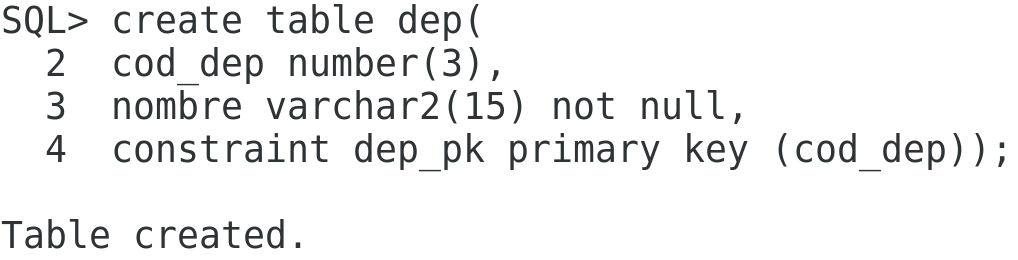 SQL> create table dep(
  2  cod_dep number(3),
  3  nombre varchar2(15) not null,
  4  constraint dep_pk primary key (cod_dep));

Table created.